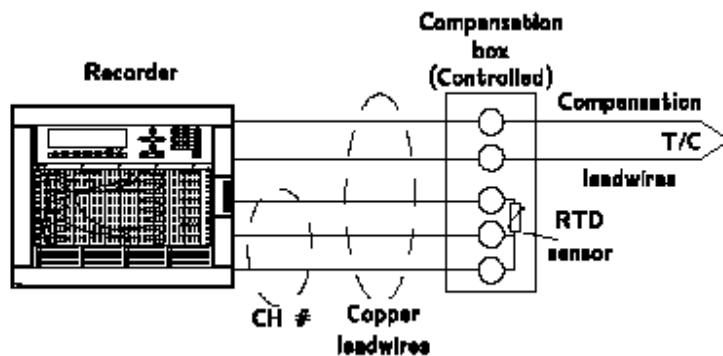 Compensation
box
(Controlled)
Recorder
Compensation
T/C
leadwires
RTD
sensor
CH #
Copper
leadwires